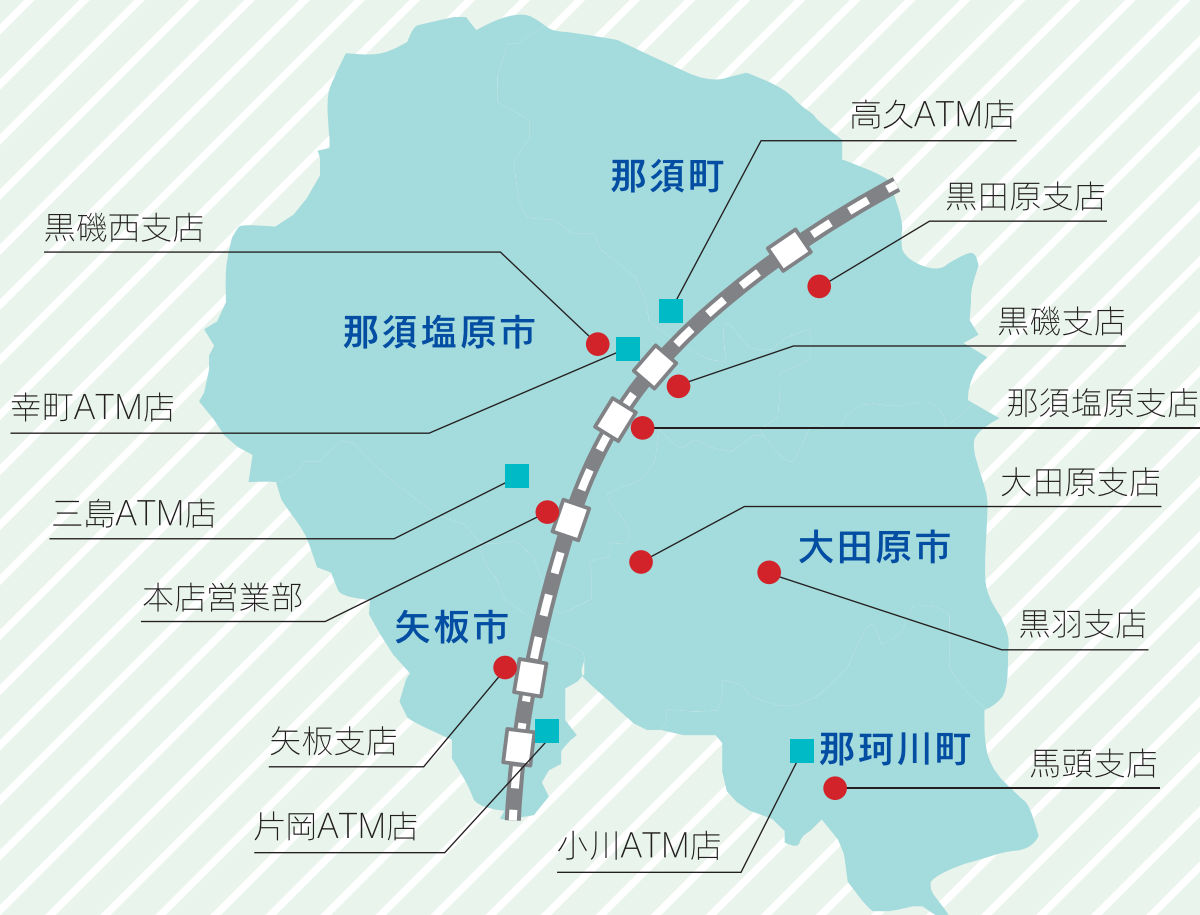 高久ATM店
那須町
黒田原支店
黒磯西支店
黒磯支店
那須塩原市
那須塩原支店
幸町ATM店
大田原支店
三島ATM店
大田原市
本店営業部
黒羽支店
矢板市
矢板支店
那珂川町
馬頭支店
片岡ATM店
小川ATM店